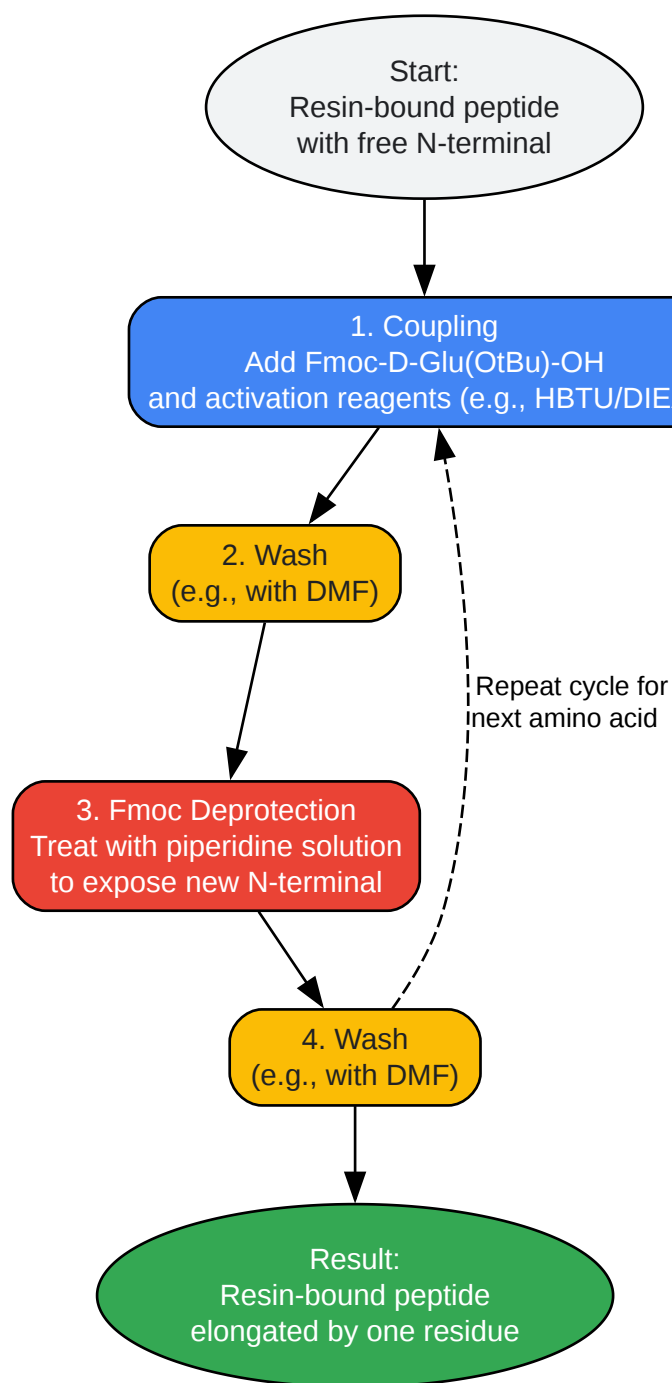 Start:
Resin-bound peptide
with free N-terminal
1. Coupling
Add Fmoc-D-Glu(OtBu)-OH
and activation reagents (e.g., HBTU/DIE
2. Wash
(e.g., with DMF)
Repeat cycle for
next amino acid
3. Fmoc Deprotection
Treat with piperidine solution
to expose new N-terminal
4. Wash
(e.g., with DMF)
Result:
Resin-bound peptide
elongated by one residue